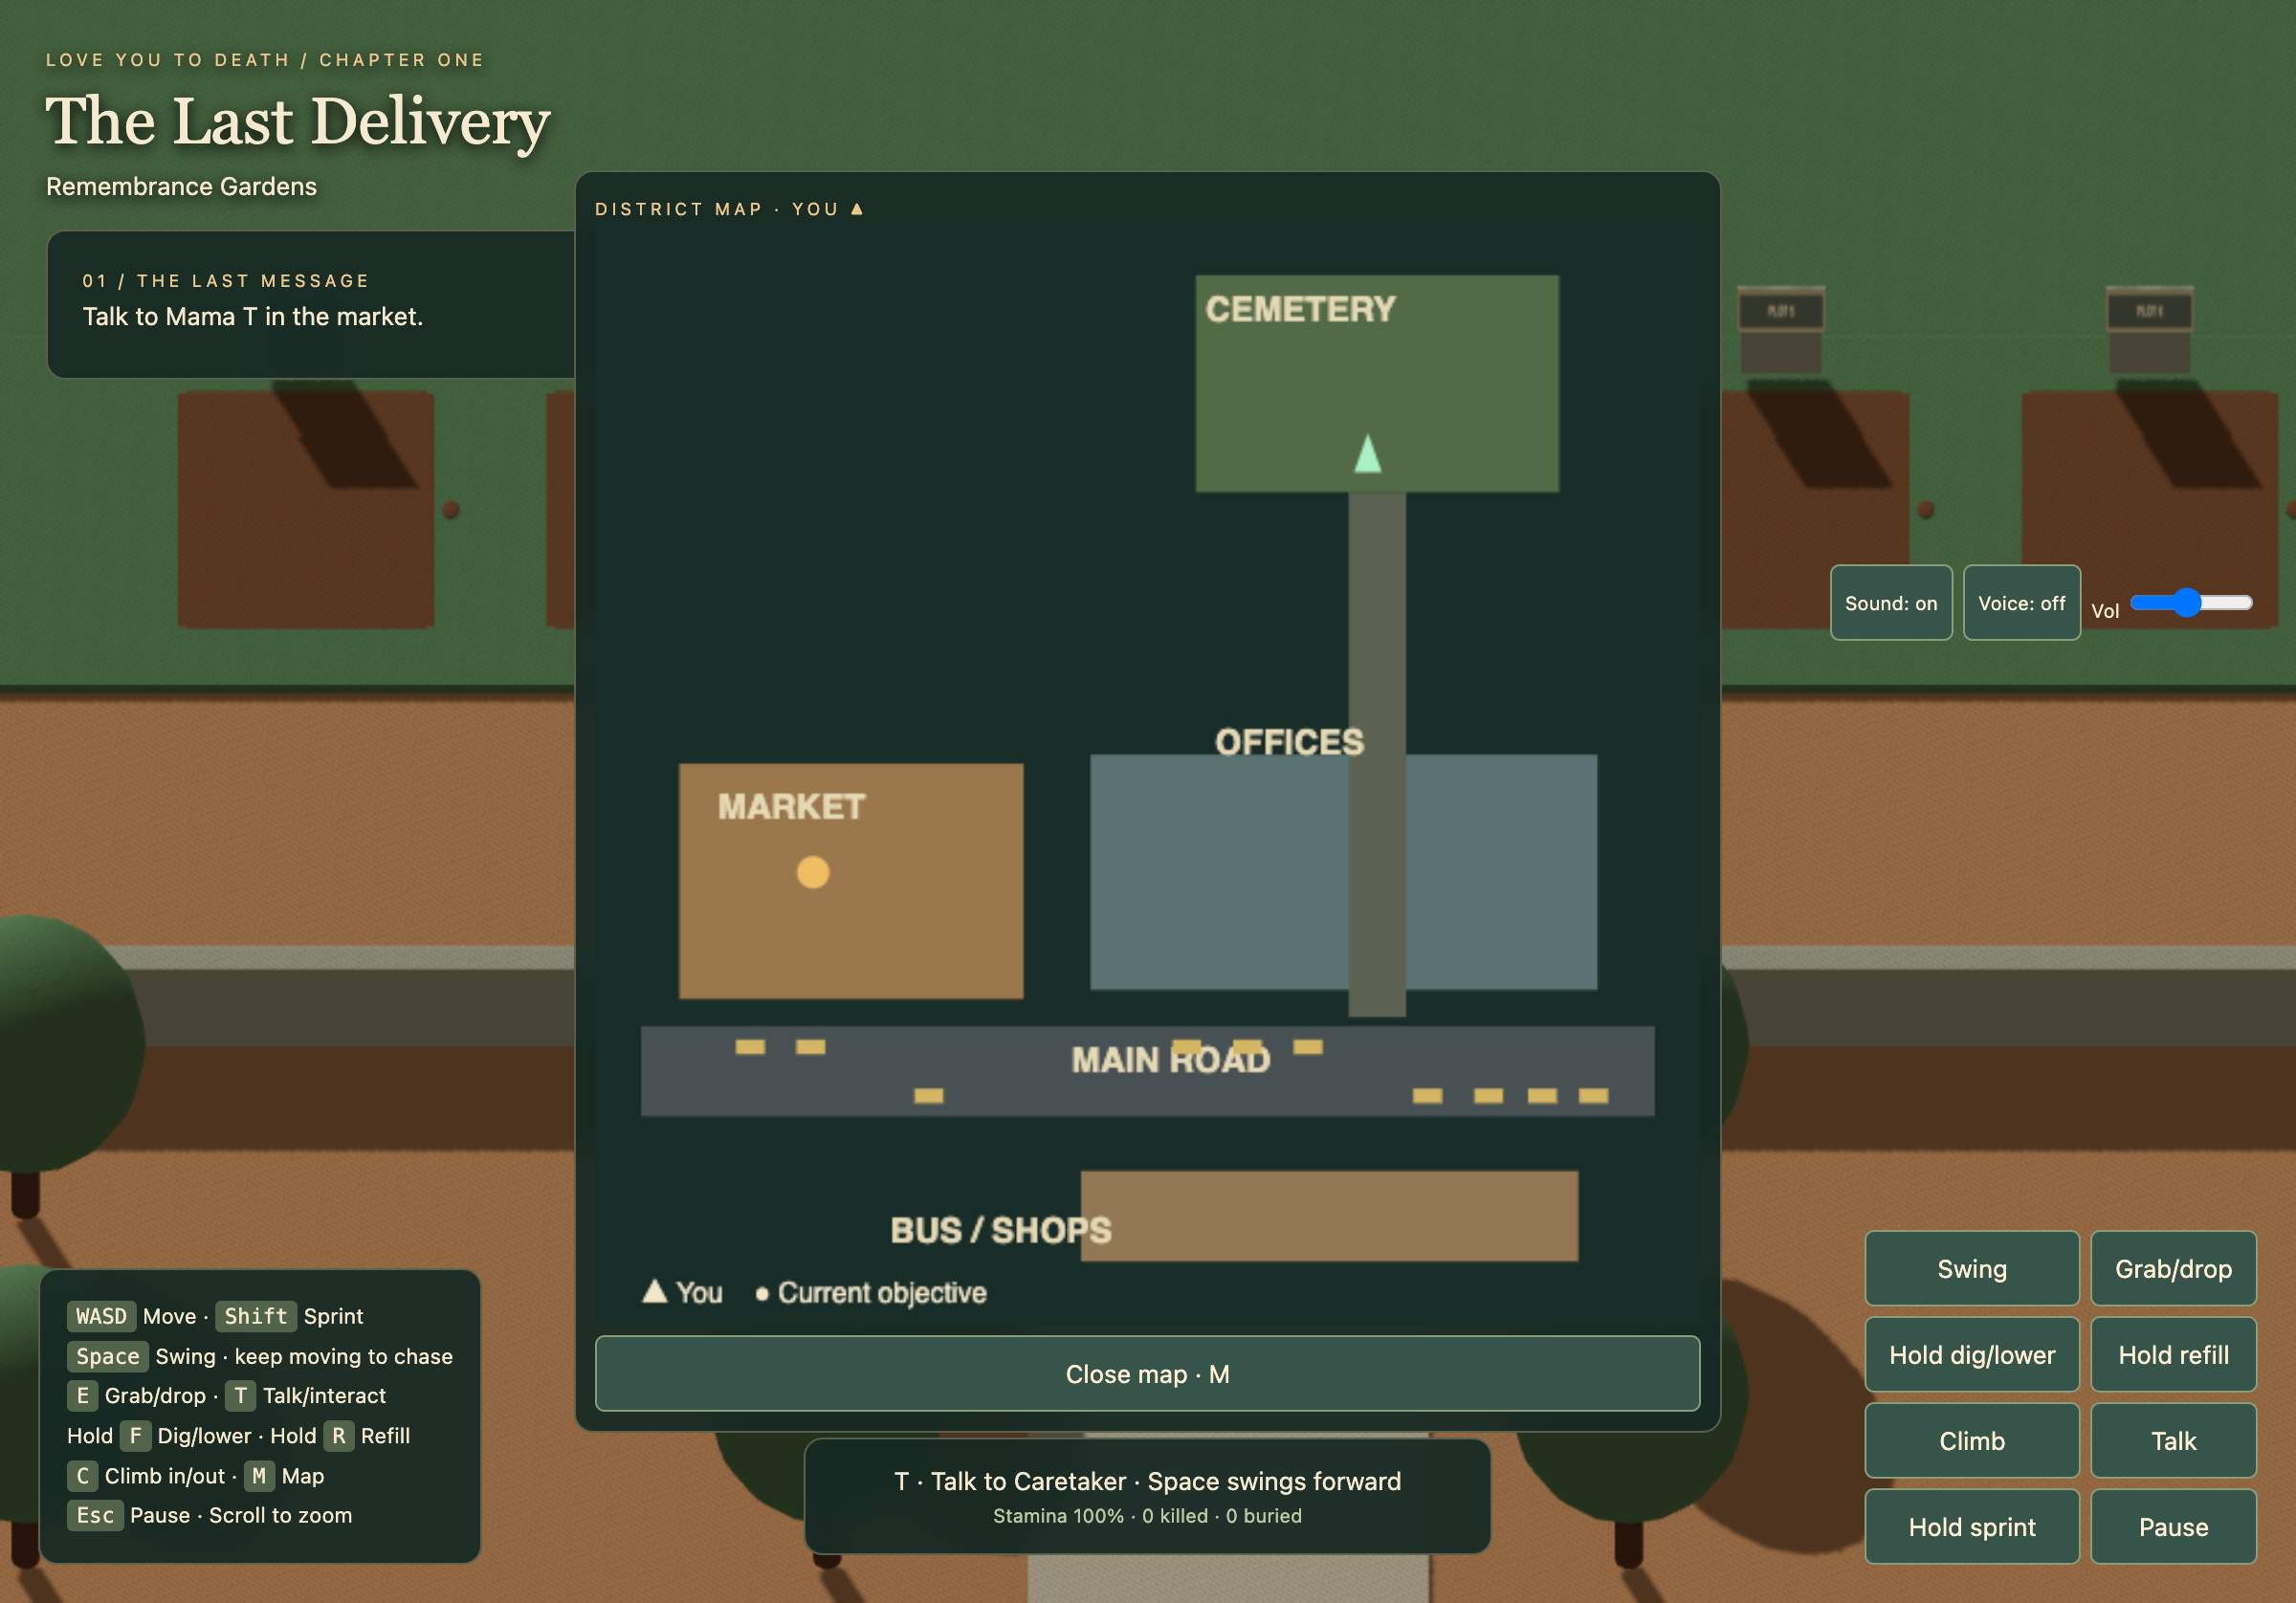 LOVE YOU TO DEATH / CHAPTER ONE
The Last Delivery
Remembrance Gardens
01 / THE LAST MESSAGE
Talk to Mama T in the market.
DISTRICT MAP · YOU ▲
CEMETERY
OFFICES
MARKET
MAIN ROAD
BUS / SHOPS
▲ You ● Current objective
Close map · M
Sound: on
Voice: off
Vol
WASD Move · Shift Sprint
Space Swing · keep moving to chase
E Grab/drop · T Talk/interact
Hold F Dig/lower · Hold R Refill
C Climb in/out · M Map
Esc Pause · Scroll to zoom
T · Talk to Caretaker · Space swings forward
Stamina 100% · 0 killed · 0 buried
Swing
Grab/drop
Hold dig/lower
Hold refill
Climb
Talk
Hold sprint
Pause